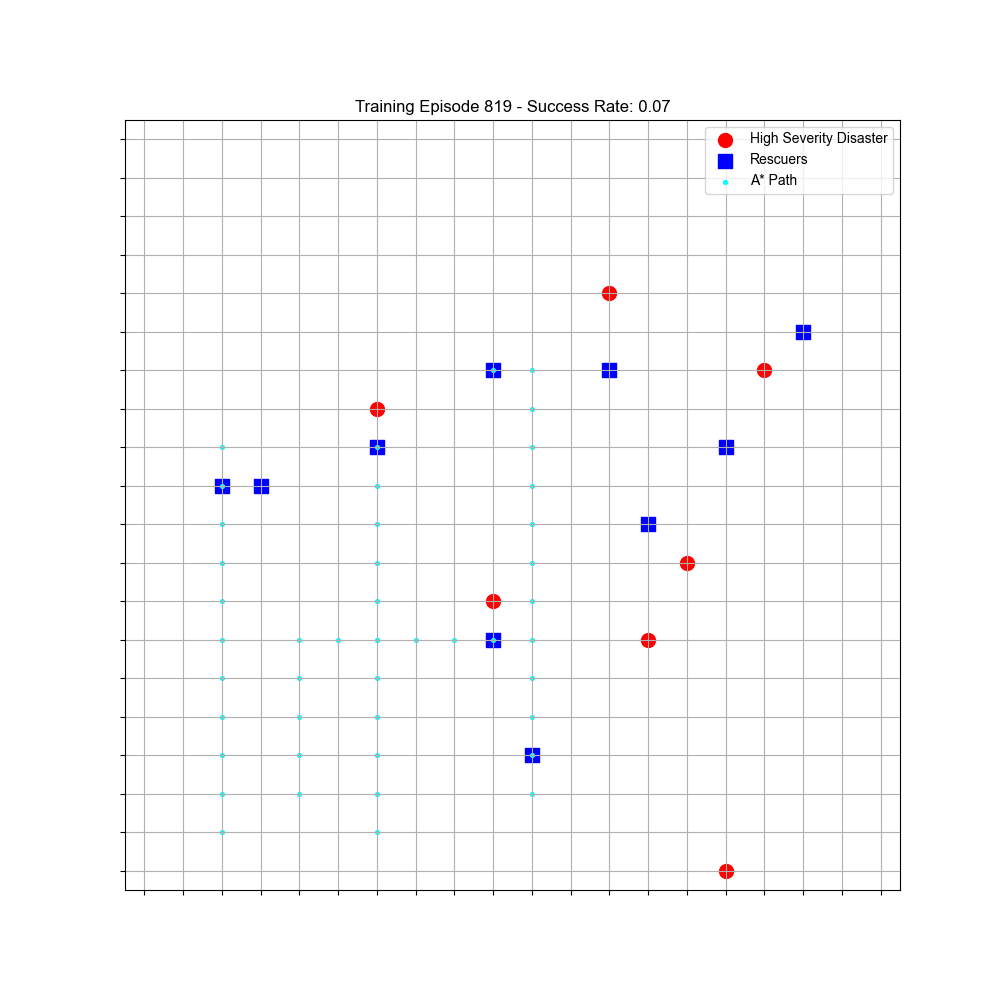 Training Episode 819 - Success Rate: 0.07
High Severity Disaster
Rescuers
A* Path